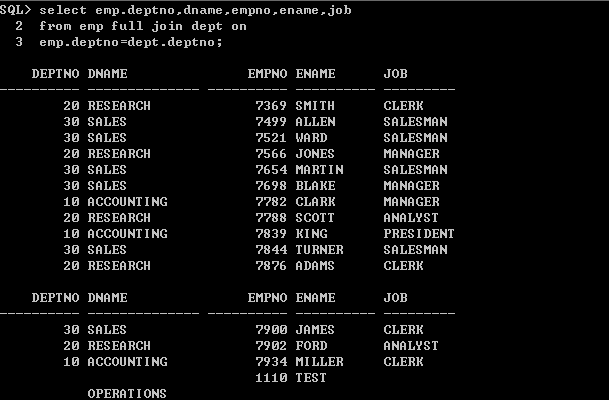 SQL> select emp.deptno,dname,empno,ename,job
  2  from emp full join dept on
  3  emp.deptno=dept.deptno;
    DEPTNO DNAME               EMPNO ENAME      JOB
---------- -------------- ---------- ---------- ---------
        20 RESEARCH             7369 SMITH      CLERK
        30 SALES                7499 ALLEN      SALESMAN
        30 SALES                7521 WARD       SALESMAN
        20 RESEARCH             7566 JONES      MANAGER
        30 SALES                7654 MARTIN     SALESMAN
        30 SALES                7698 BLAKE      MANAGER
        10 ACCOUNTING           7782 CLARK      MANAGER
        20 RESEARCH             7788 SCOTT      ANALYST
        10 ACCOUNTING           7839 KING       PRESIDENT
        30 SALES                7844 TURNER     SALESMAN
        20 RESEARCH             7876 ADAMS      CLERK
    DEPTNO DNAME               EMPNO ENAME      JOB
---------- -------------- ---------- ---------- ---------
        30 SALES                7900 JAMES      CLERK
        20 RESEARCH             7902 FORD       ANALYST
        10 ACCOUNTING           7934 MILLER     CLERK
                                1110 TEST
           OPERATIONS